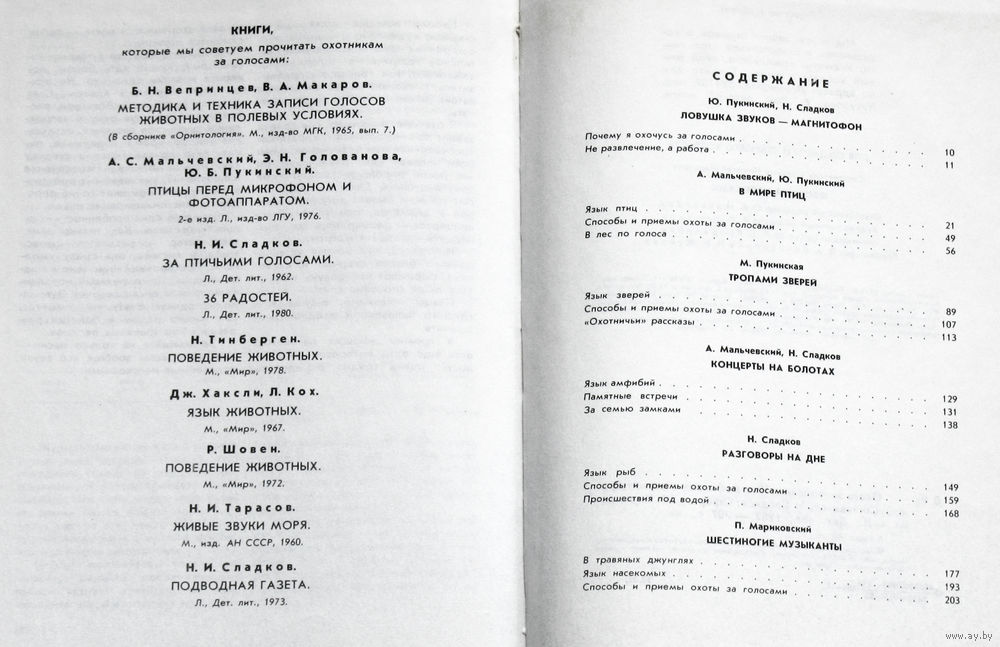 КНИГИ,
которые мы советуем прочитать охотникам
за голосами:
Б. Н. Вепринцев, В. А. Макаров.
МЕТОДИКА И ТЕХНИКА ЗАПИСИ ГОЛОСОВ
ЖИВОТНЫХ В ПОЛЕВЫХ УСЛОВИЯХ.
(В сборнике «Орнитология». М., изд-во МГК, 1965, вып. 7.)
А. С. Мальчевский, Э. Н. Голованова,
Ю. Б. Пукинский.
ПТИЦЫ ПЕРЕД МИКРОФОНОМ И
ФОТОАППАРАТОМ.
2-е изд. Л., изд-во ЛГУ, 1976.
Н. И. Сладков.
ЗА ПТИЧЬИМИ ГОЛОСАМИ.
Л., Дет. лит., 1962.
36 РАДОСТЕЙ.
Л., Дет. лит., 1980.
Н. Тинберген.
ПОВЕДЕНИЕ ЖИВОТНЫХ.
М., «Мир», 1978.
Дж. Хаксли, Л. Кох.
ЯЗЫК ЖИВОТНЫХ.
М., «Мир», 1967.
Р. Шовен.
ПОВЕДЕНИЕ ЖИВОТНЫХ.
М., «Мир», 1972.
Н. И. Тарасов.
ЖИВЫЕ ЗВУКИ МОРЯ.
М., изд. АН СССР, 1960.
Н. И. Сладков.
ПОДВОДНАЯ ГАЗЕТА.
Л., Дет. лит., 1973.
СОДЕРЖАНИЕ
Ю. Пукинский, Н. Сладков
ЛОВУШКА ЗВУКОВ — МАГНИТОФОН
Почему я охочусь за голосами . . . 10
Не развлечение, а работа . . . 11
А. Мальчевский, Ю. Пукинский
В МИРЕ ПТИЦ
Язык птиц . . . 21
Способы и приемы охоты за голосами . . . 49
В лес по голоса . . . 56
М. Пукинская
ТРОПАМИ ЗВЕРЕЙ
Язык зверей . . . 89
Способы и приемы охоты за голосами . . . 107
«Охотничьи» рассказы . . . 113
А. Мальчевский, Н. Сладков
КОНЦЕРТЫ НА БОЛОТАХ
Язык амфибий . . . 129
Памятные встречи . . . 131
За семью замками . . . 138
Н. Сладков
РАЗГОВОРЫ НА ДНЕ
Язык рыб . . . 149
Способы и приемы охоты за голосами . . . 159
Происшествия под водой . . . 168
П. Мариковский
ШЕСТИНОГИЕ МУЗЫКАНТЫ
В травяных джунглях . . . 177
Язык насекомых . . . 193
Способы и приемы охоты за голосами . . . 203
www.ay.by